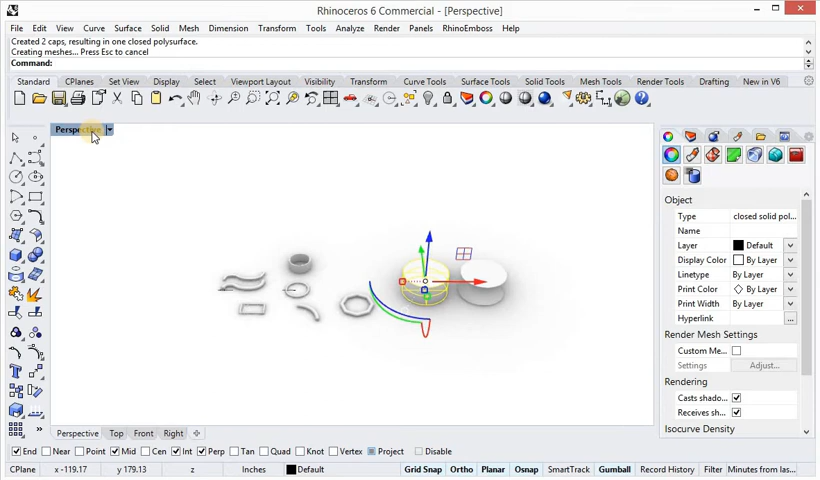 Rhinoceros 6 Commercial - [Perspective]
File Edit View Curve Surface Solid Mesh Dimension Transform Tools Analyze Render Panels RhinoEmboss Help
Created 2 caps, resulting in one closed polysurface.
Creating meshes... Press Esc to cancel
Command:
Standard CPlanes Set View Display Select Viewport Layout Visibility Transform Curve Tools Surface Tools Solid Tools Mesh Tools Render Tools Drafting New in V6
Perspective
Object
Type closed solid pol...
Name
Layer Default
Display Color By Layer
Linetype By Layer
Print Color By Layer
Print Width By Layer
Hyperlink ...
Render Mesh Settings
Custom Me...
Settings Adjust...
Rendering
Casts shado...
Receives sh...
Isocurve Density
Perspective Top Front Right
End Near Point Mid Cen Int Perp Tan Quad Knot Vertex Project Disable
CPlane x -119.17 y 179.13 z Inches Default Grid Snap Ortho Planar Osnap SmartTrack Gumball Record History Filter Minutes from las...